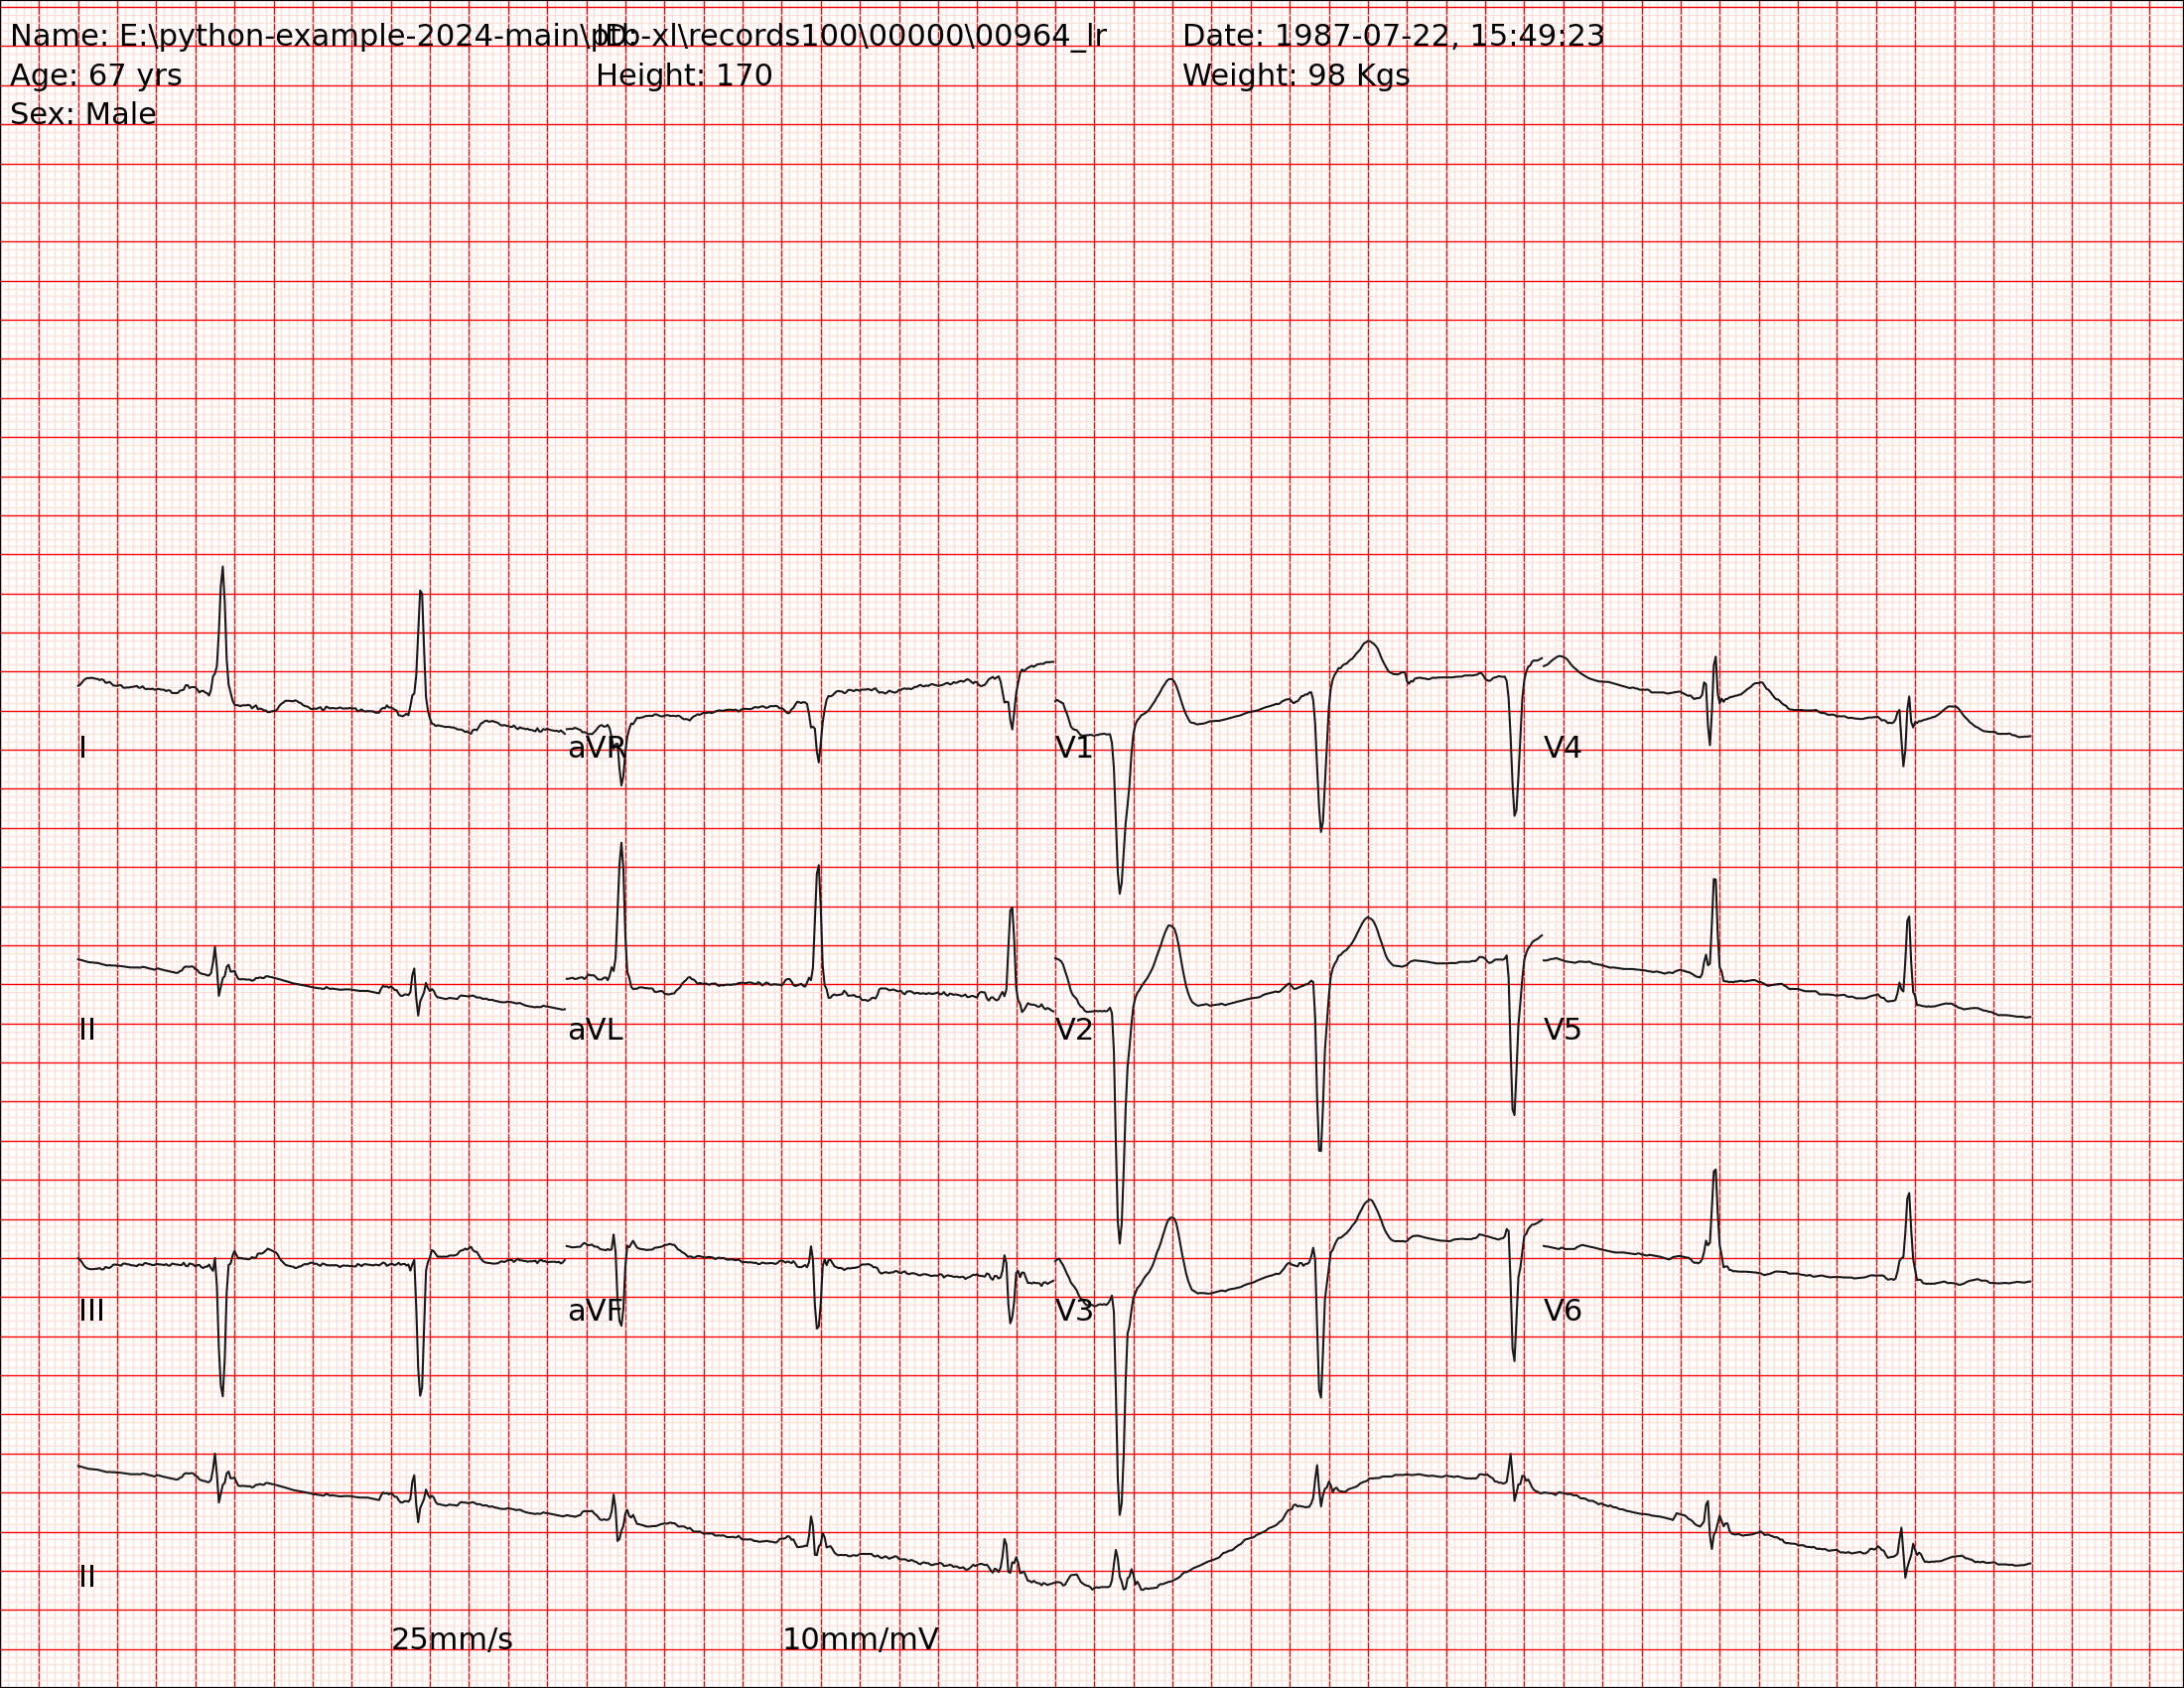 Name: E:\python-example-2024-main\ptb-xl\records100\00000\00964_lr ID: Date: 1987-07-22, 15:49:23
Age: 67 yrs Height: 170 Weight: 98 Kgs
Sex: Male
I aVR V1 V4
II aVL V2 V5
III aVF V3 V6
II
25mm/s 10mm/mV